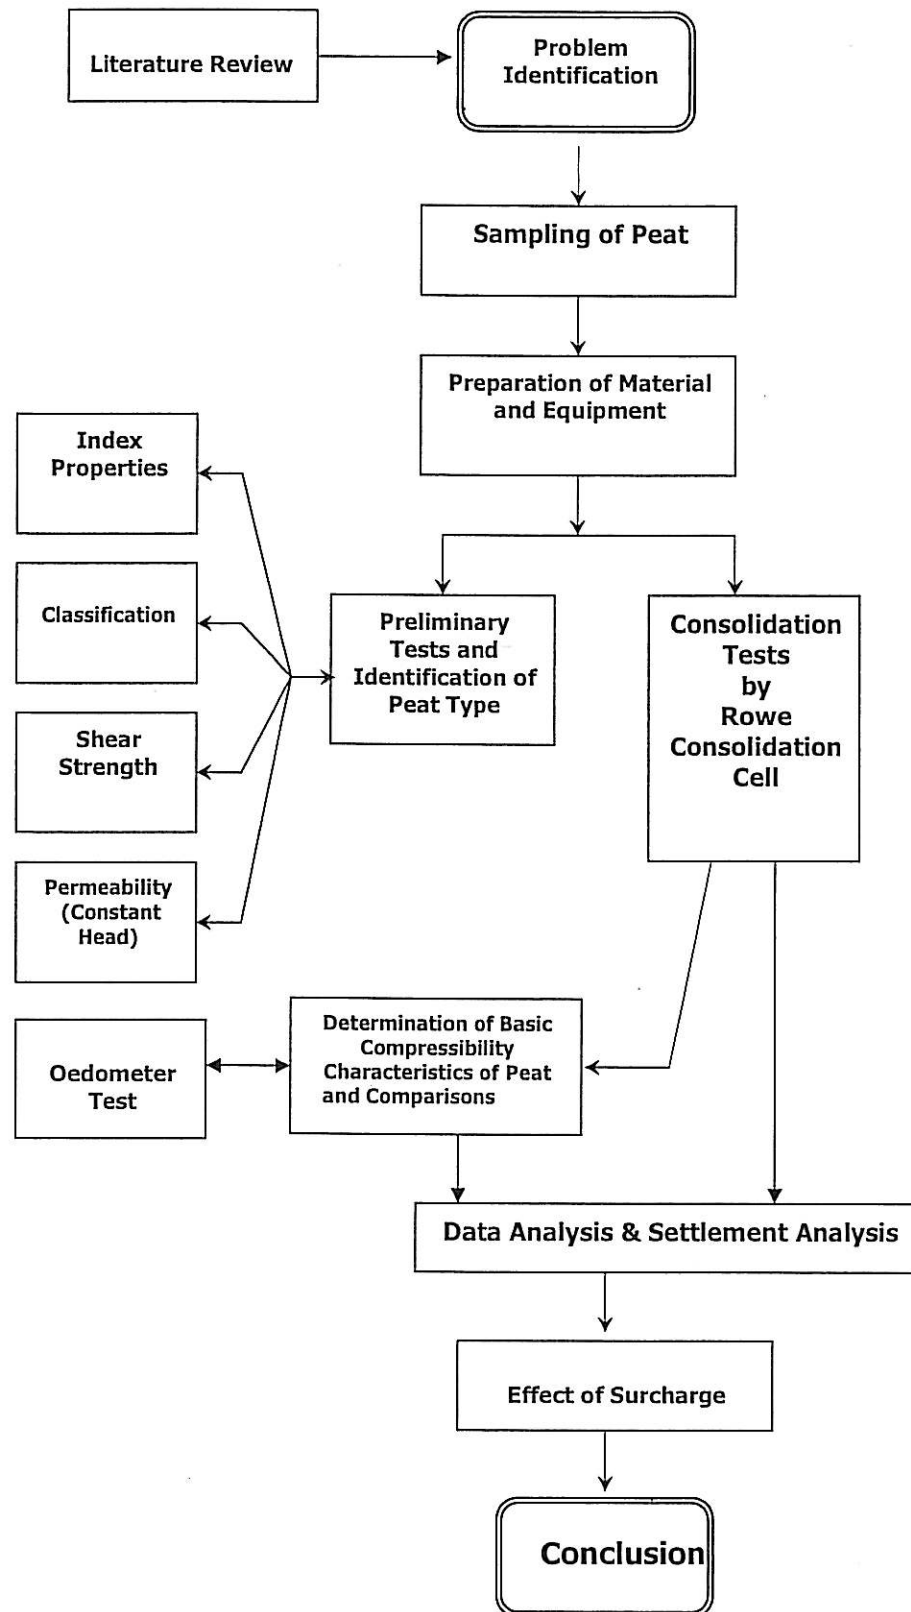 Literature Review
Problem
Identification
Sampling of Peat
Preparation of Material
and Equipment
Index
Properties
Classification
Shear
Strength
Permeability
(Constant
Head)
Preliminary
Tests and
Identification of
Peat Type
Consolidation
Tests
by
Rowe
Consolidation
Cell
Oedometer
Test
Determination of Basic
Compressibility
Characteristics of Peat
and Comparisons
Data Analysis & Settlement Analysis
Effect of Surcharge
Conclusion